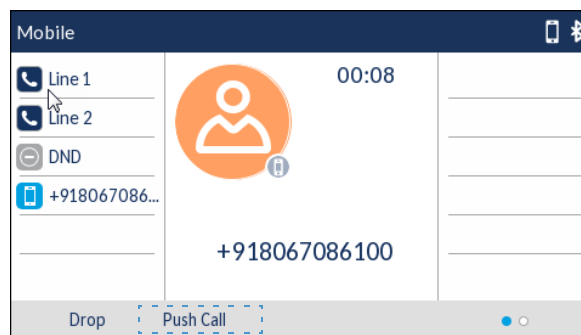 Mobile
Line 1
00:08
Line 2
DND
+918067086...
+918067086100
Drop
Push Call